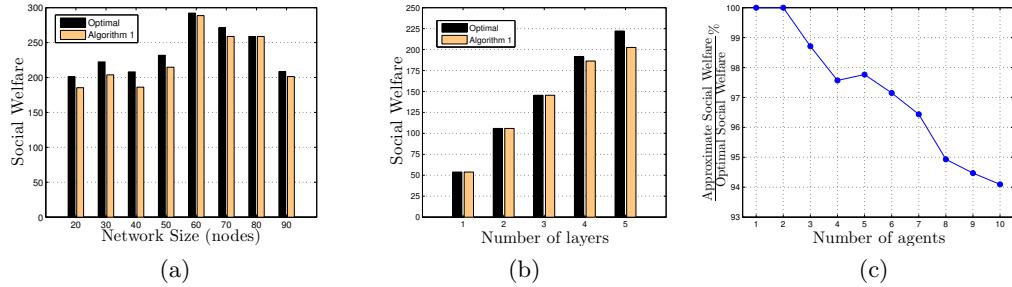 300
250
200
150
100
50
0
Social Welfare
Optimal
Algorithm 1
20 30 40 50 60 70 80 90
Network Size (nodes)
(a)
250
225
200
175
150
125
100
75
50
25
0
Social Welfare
Optimal
Algorithm 1
1 2 3 4 5
Number of layers
(b)
100
99
98
97
96
95
94
93
Approximate Social Welfare
Optimal Social Welfare
%
1 2 3 4 5 6 7 8 9 10
Number of agents
(c)